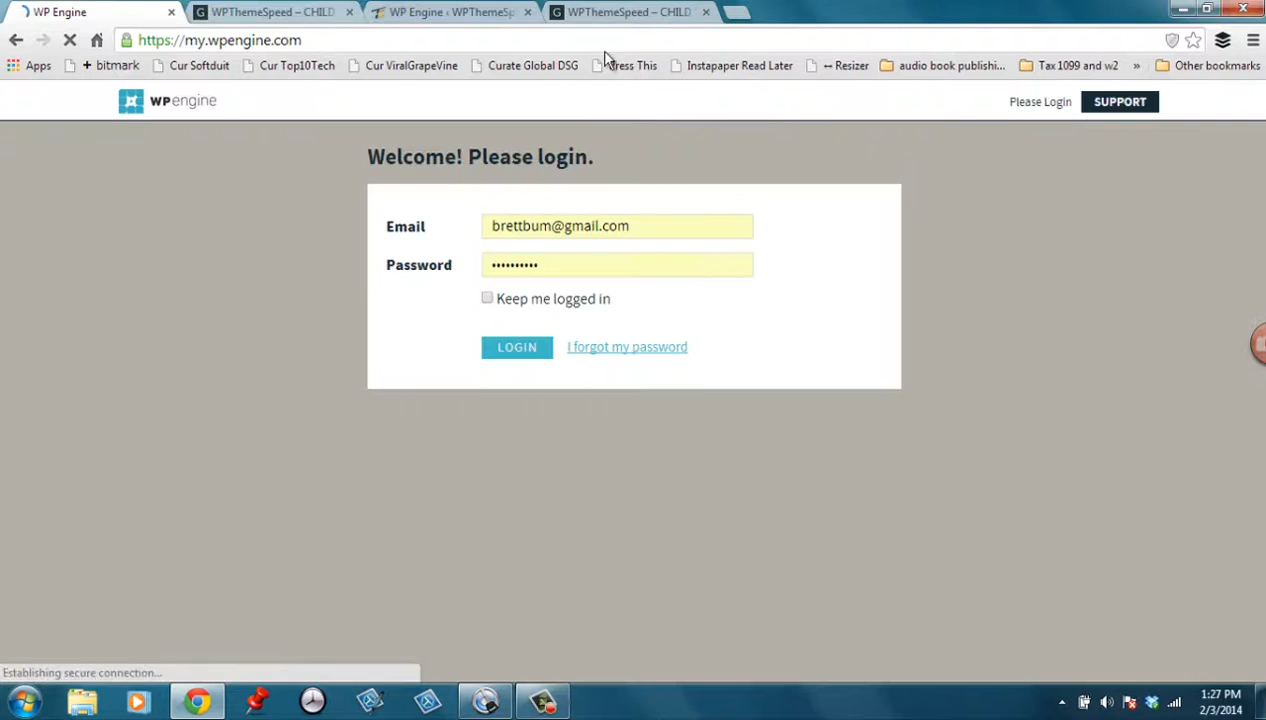 WP Engine
WPThemeSpeed – CHILD
WP Engine ‹ WPThemeSp
WPThemeSpeed – CHILD
https://my.wpengine.com
Apps
+ bitmark
Cur Softduit
Cur Top10Tech
Cur ViralGrapeVine
Curate Global DSG
Press This
Instapaper Read Later
↔ Resizer
audio book publishi...
Tax 1099 and w2
»
Other bookmarks
WPengine
Please Login
SUPPORT
Welcome! Please login.
Email
brettbum@gmail.com
Password
••••••••••
Keep me logged in
LOGIN
I forgot my password
Establishing secure connection...
1:27 PM
2/3/2014